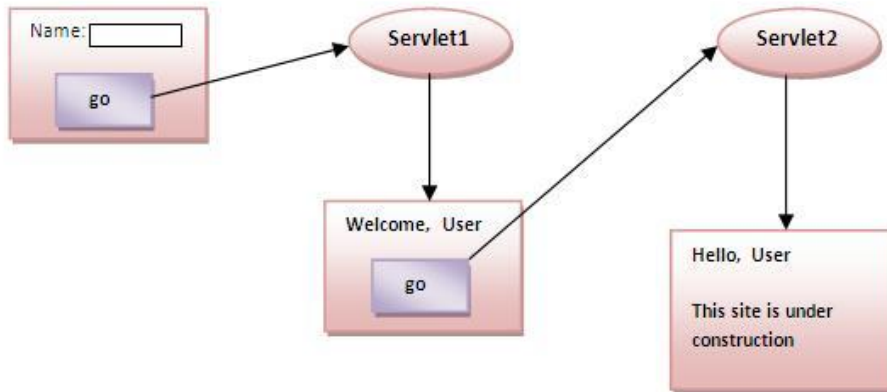 Name:
go
Servlet1
Welcome, User
go
Servlet2
Hello, User
This site is under
construction